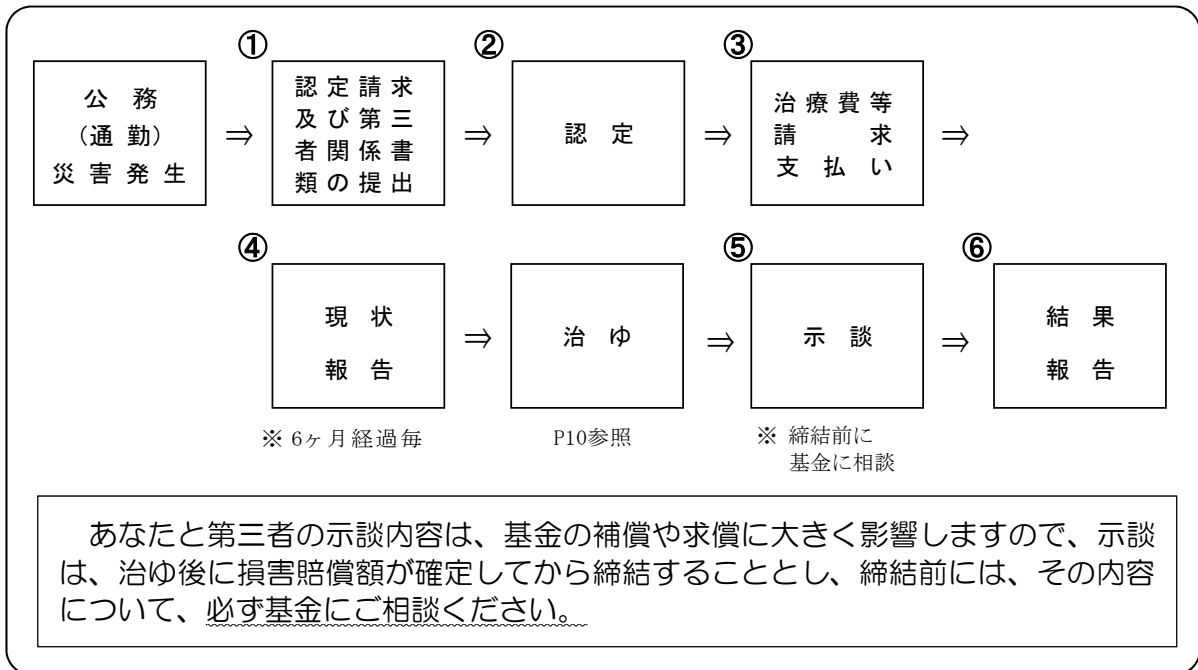 ① ② ③
公務
(通勤)
災害発生
⇒
認定請求
及び第三
者関係書
類の提出
⇒
認定
⇒
治療費等
請求
支払い
⇒
④ ⑤ ⑥
現状
報告
⇒
治ゆ
⇒
示談
⇒
結果
報告
※ 6ヶ月経過毎
P10参照
※ 締結前に
基金に相談
あなたと第三者の示談内容は、基金の補償や求償に大きく影響しますので、示談
は、治ゆ後に損害賠償額が確定してから締結することとし、締結前には、その内容
について、必ず基金にご相談ください。